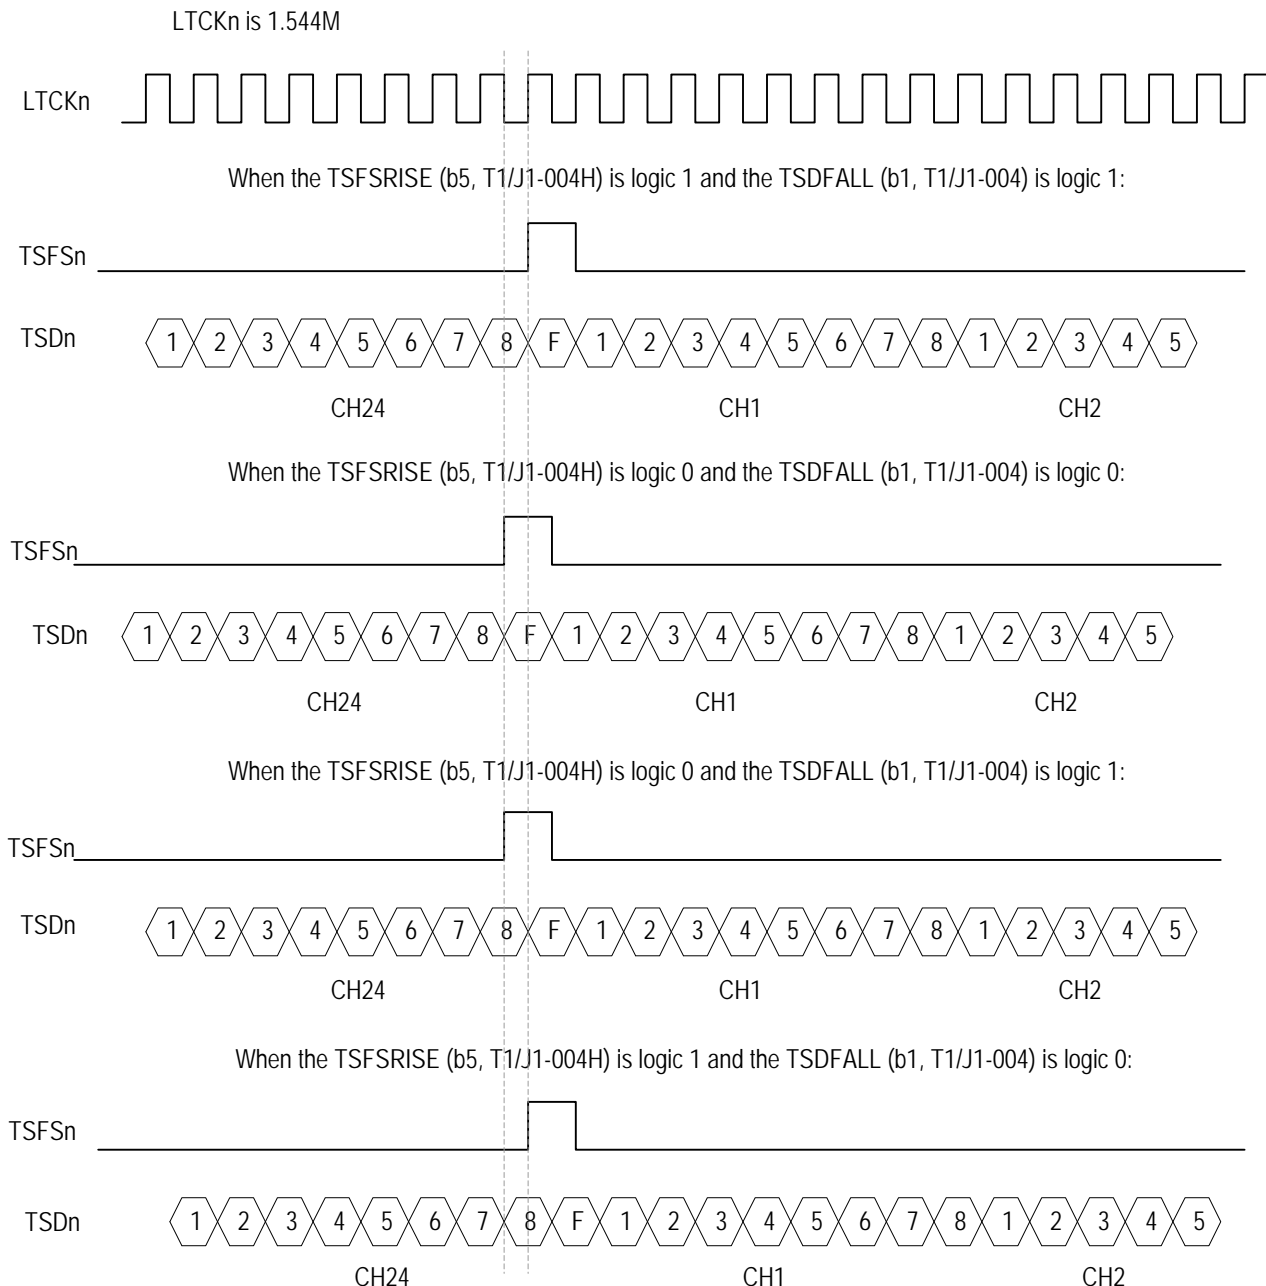 LTCKn is 1.544M
LTCKn
When the TSFSRISE (b5, T1/J1-004H) is logic 1 and the TSDFALL (b1, T1/J1-004) is logic 1:
TSFSn
TSDn 1 2 3 4 5 6 7 8 F 1 2 3 4 5 6 7 8 1 2 3 4 5
CH24 CH1 CH2
When the TSFSRISE (b5, T1/J1-004H) is logic 0 and the TSDFALL (b1, T1/J1-004) is logic 0:
TSFSn
TSDn 1 2 3 4 5 6 7 8 F 1 2 3 4 5 6 7 8 1 2 3 4 5
CH24 CH1 CH2
When the TSFSRISE (b5, T1/J1-004H) is logic 0 and the TSDFALL (b1, T1/J1-004) is logic 1:
TSFSn
TSDn 1 2 3 4 5 6 7 8 F 1 2 3 4 5 6 7 8 1 2 3 4 5
CH24 CH1 CH2
When the TSFSRISE (b5, T1/J1-004H) is logic 1 and the TSDFALL (b1, T1/J1-004) is logic 0:
TSFSn
TSDn 1 2 3 4 5 6 7 8 F 1 2 3 4 5 6 7 8 1 2 3 4 5
CH24 CH1 CH2